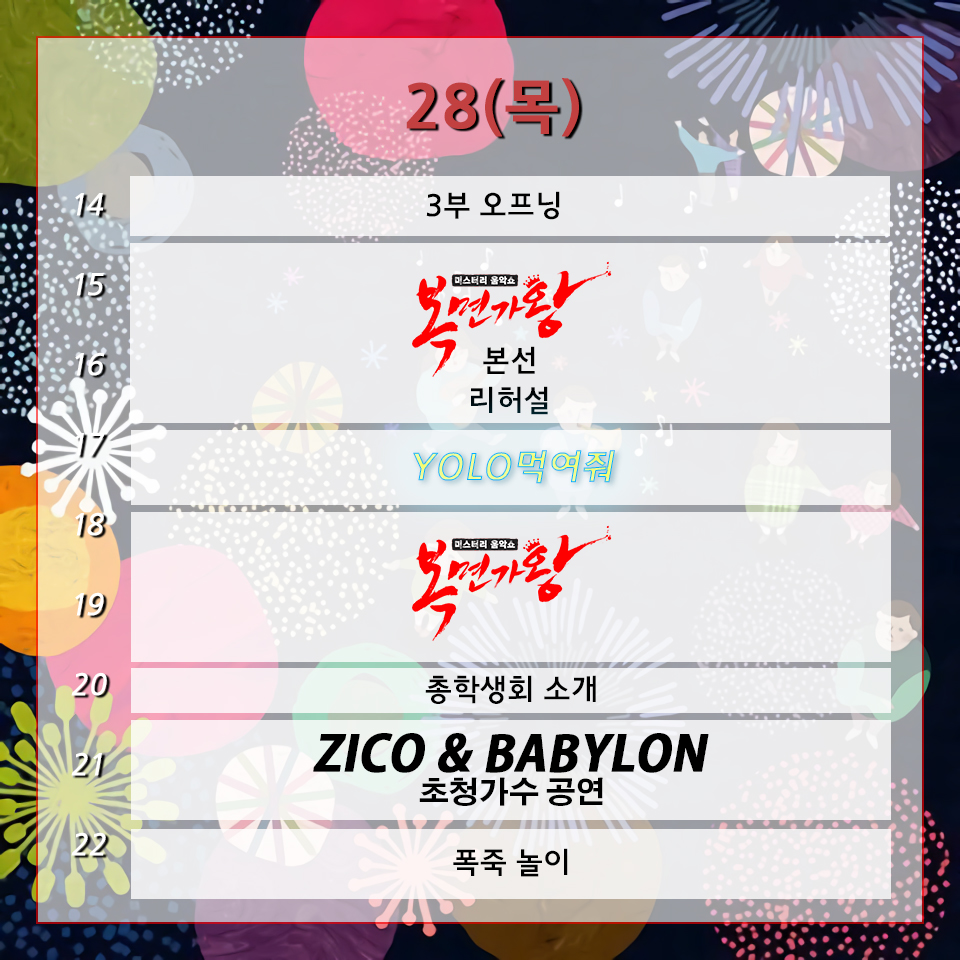 28(목)
14
3부 오프닝
15
미스터리 음악쇼
복면가왕
16
본선
리허설
17
YOLO먹여줘
18
미스터리 음악쇼
복면가왕
19
20
총학생회 소개
21
ZICO & BABYLON
초청가수 공연
22
폭죽 놀이